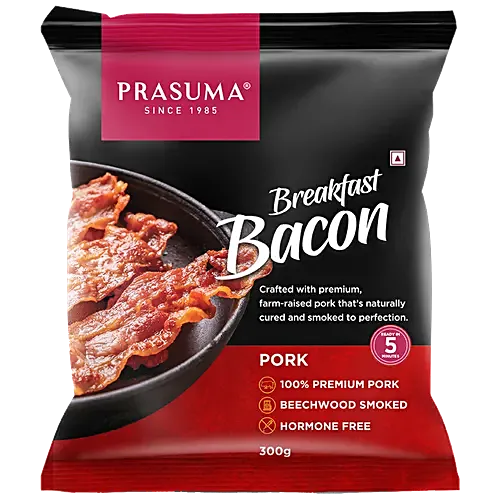 PRASUMA®
SINCE 1985
Breakfast
Bacon
Crafted with premium,
farm-raised pork that's naturally
cured and smoked to perfection.
READY IN
5
MINUTES
PORK
100% PREMIUM PORK
BEECHWOOD SMOKED
HORMONE FREE
300g